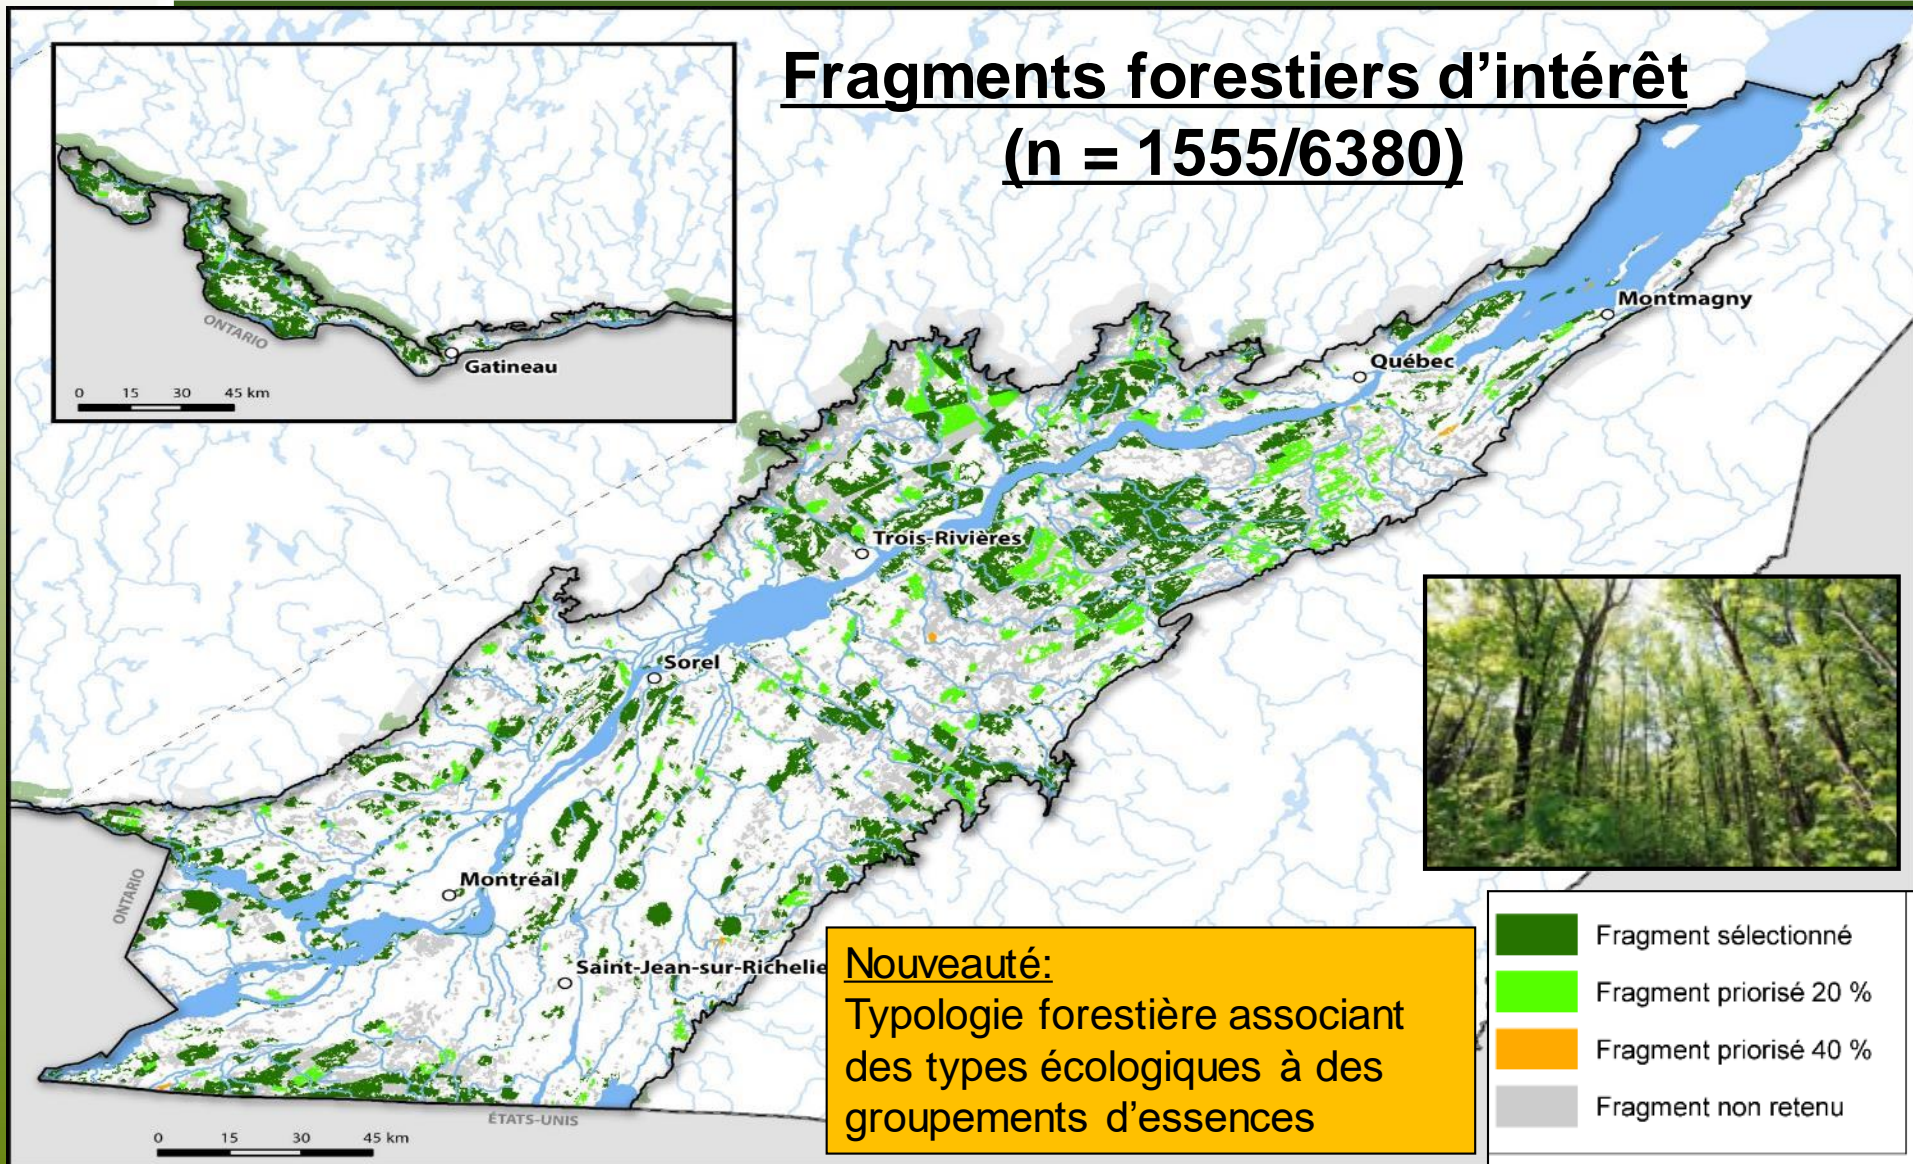 Fragments forestiers d'intérêt
(n = 1555/6380)
ONTARIO
Gatineau
0 15 30 45 km
Montmagny
Québec
Trois-Rivières
Sorel
Montréal
ONTARIO
Saint-Jean-sur-Richelie
ÉTATS-UNIS
0 15 30 45 km
Nouveauté:
Typologie forestière associant
des types écologiques à des
groupements d'essences
Fragment sélectionné
Fragment priorisé 20 %
Fragment priorisé 40 %
Fragment non retenu